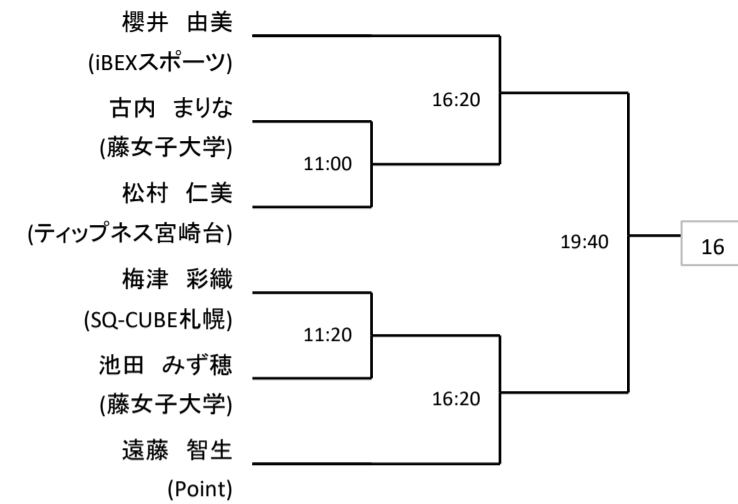 櫻井　由美
(iBEXスポーツ)
16:20
古内　まりな
(藤女子大学)
11:00
松村　仁美
(ティップネス宮崎台)
19:40
16
梅津　彩織
(SQ-CUBE札幌)
11:20
池田　みず穂
(藤女子大学)
16:20
遠藤　智生
(Point)